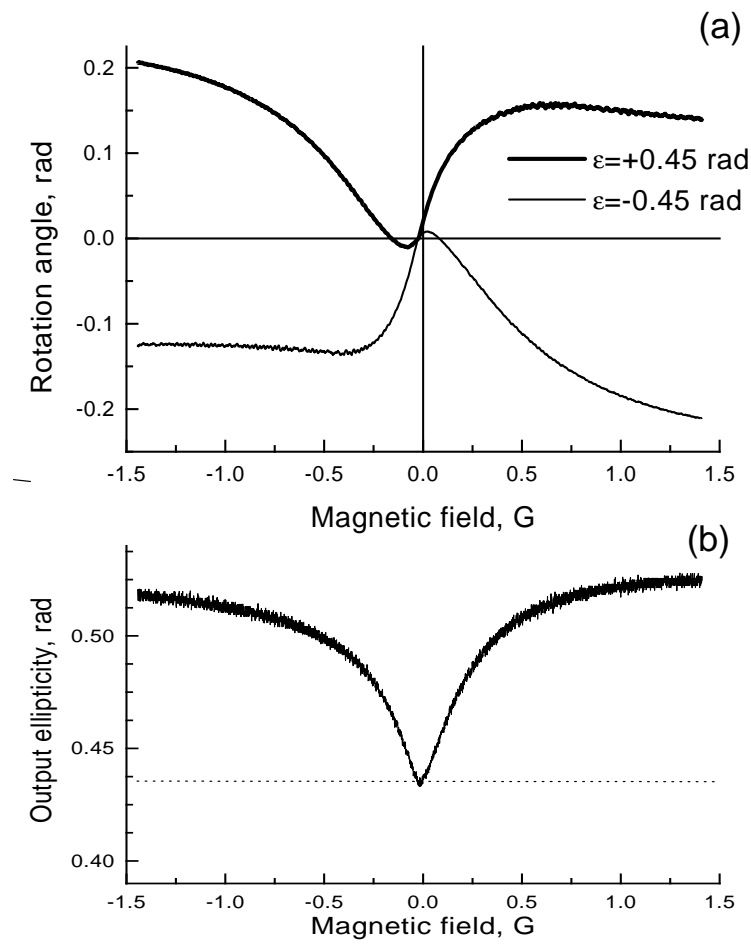 (a)
Rotation angle, rad
0.2
0.1
0.0
-0.1
-0.2
ε=+0.45 rad
ε=-0.45 rad
-1.5 -1.0 -0.5 0.0 0.5 1.0 1.5
Magnetic field, G
(b)
Output ellipticity, rad
0.50
0.45
0.40
-1.5 -1.0 -0.5 0.0 0.5 1.0 1.5
Magnetic field, G